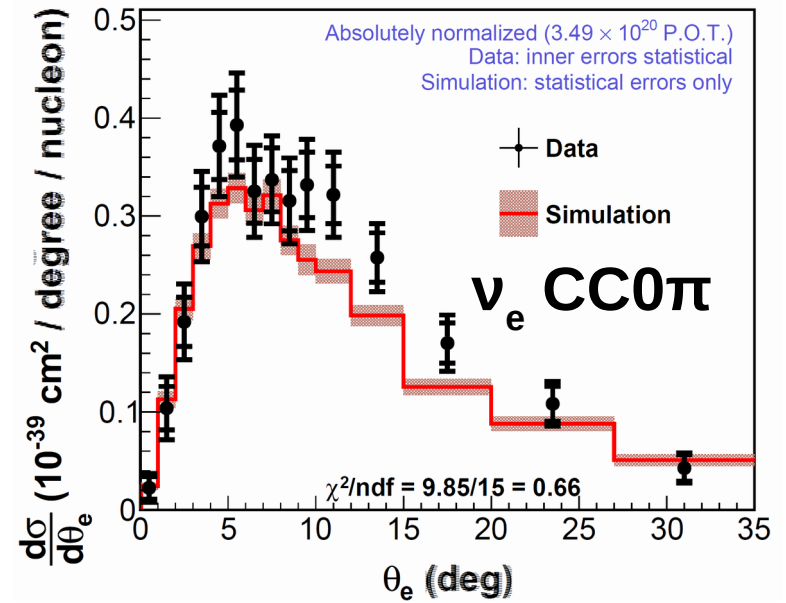 Absolutely normalized (3.49 × 10²⁰ P.O.T.)
Data: inner errors statistical
Simulation: statistical errors only
Data
Simulation
νₑ CC0π
χ²/ndf = 9.85/15 = 0.66
dσ/dθₑ (10⁻³⁹ cm² / degree / nucleon)
0.5
0.4
0.3
0.2
0.1
0
0 5 10 15 20 25 30 35
θₑ (deg)